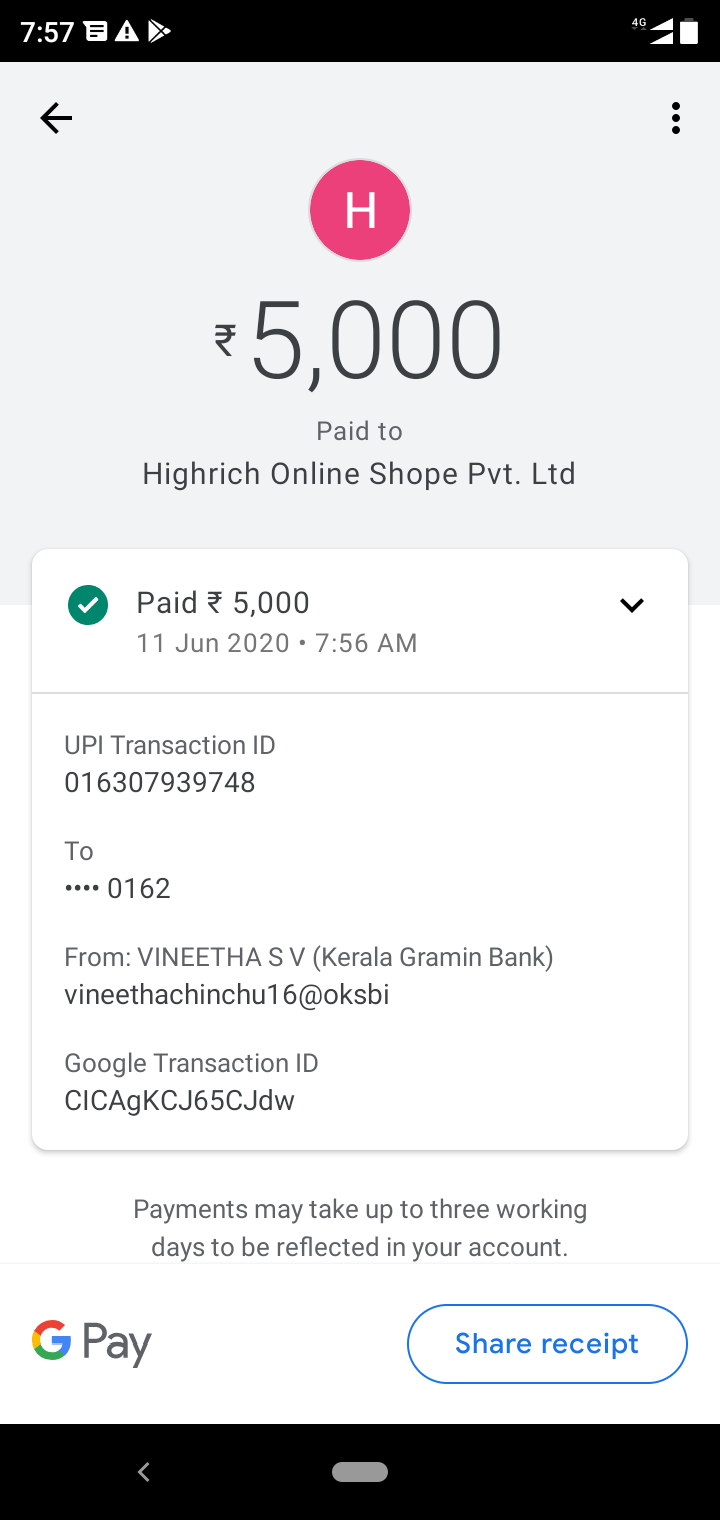 7:57
4G
H
₹5,000
Paid to
Highrich Online Shope Pvt. Ltd
Paid ₹ 5,000
11 Jun 2020 • 7:56 AM
UPI Transaction ID
016307939748
To
•••• 0162
From: VINEETHA S V (Kerala Gramin Bank)
vineethachinchu16@oksbi
Google Transaction ID
CICAgKCJ65CJdw
Payments may take up to three working
days to be reflected in your account.
G Pay
Share receipt